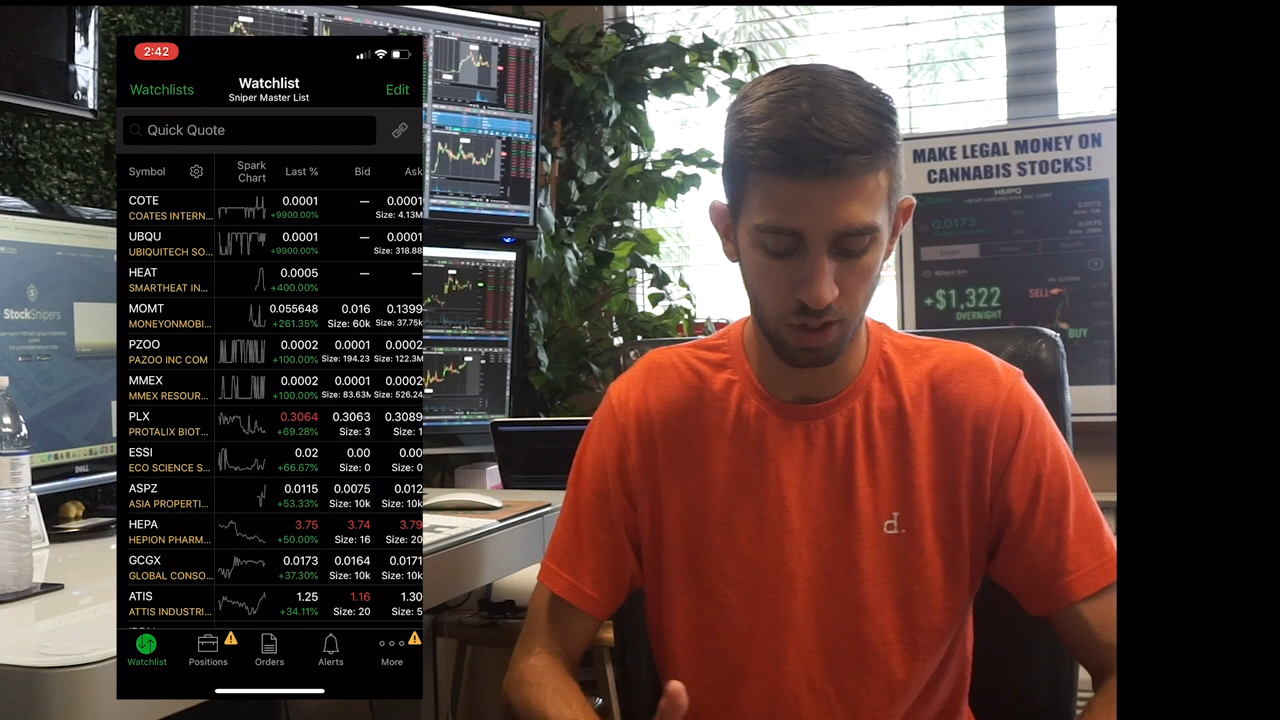 2:42
Watchlists
Watchlist
Edit
Sniper Master List
Quick Quote
Symbol
Spark Chart
Last %
Bid
Ask
COTE 0.0001 — 0.0001
COATES INTERN... +9900.00% Size: 4.13M
UBQU 0.0001 — 0.0001
UBIQUITECH SO... +9900.00% Size: 318.88
HEAT 0.0005 — —
SMARTHEAT IN... +400.00%
MOMT 0.055648 0.016 0.1399
MONEYONMOBI... +261.35% Size: 60k Size: 37.75k
PZOO 0.0002 0.0001 0.0002
PAZOO INC COM +100.00% Size: 194.23 Size: 122.3M
MMEX 0.0002 0.0001 0.0002
MMEX RESOUR... +100.00% Size: 83.63M Size: 526.24
PLX 0.3064 0.3063 0.3089
PROTALIX BIOT... +69.28% Size: 3 Size: 1
ESSI 0.02 0.00 0.00
ECO SCIENCE S... +66.67% Size: 0 Size: 0
ASPZ 0.0115 0.0075 0.012
ASIA PROPERTI... +53.33% Size: 10k Size: 10k
HEPA 3.75 3.74 3.79
HEPION PHARM... +50.00% Size: 16 Size: 20
GCGX 0.0173 0.0164 0.0171
GLOBAL CONSO... +37.30% Size: 10k Size: 10k
ATIS 1.25 1.16 1.30
ATTIS INDUSTRI... +34.11% Size: 20 Size: 5
Watchlist
Positions
Orders
Alerts
More
StockSnipers
DELL
MAKE LEGAL MONEY ON
CANNABIS STOCKS!
HMPQ
0.0173
Chart
+$1,322
OVERNIGHT
SELL
BUY
d.